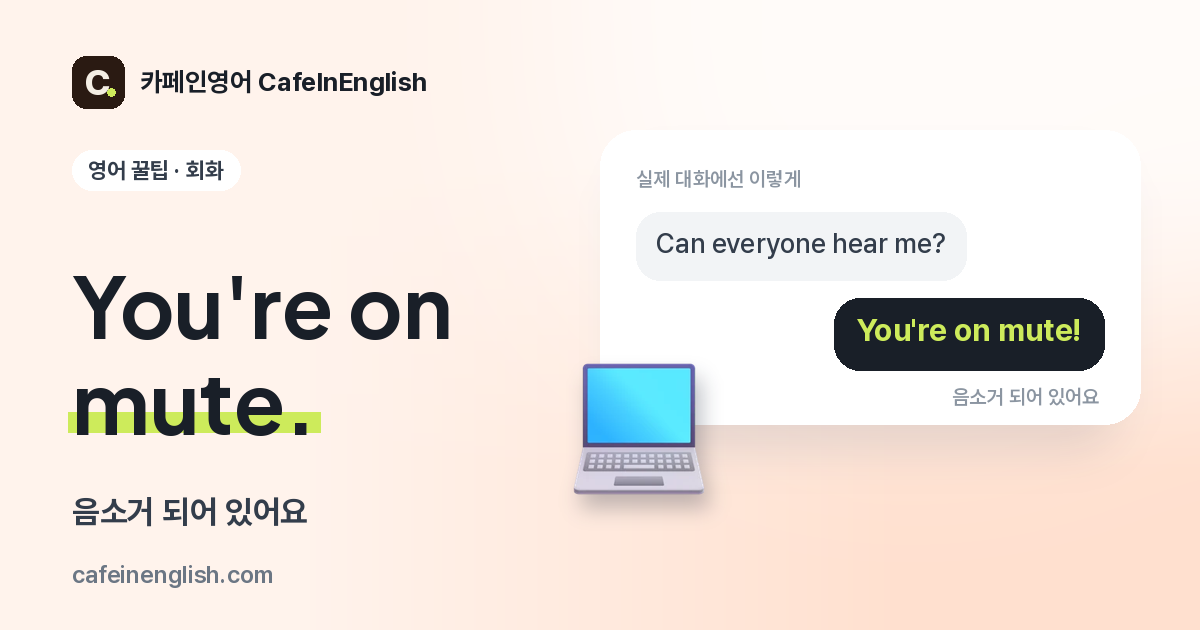 C
카페인영어 CafeInEnglish
영어 꿀팁 · 회화
You're on
mute.
음소거 되어 있어요
cafeinenglish.com
실제 대화에선 이렇게
Can everyone hear me?
You're on mute!
음소거 되어 있어요